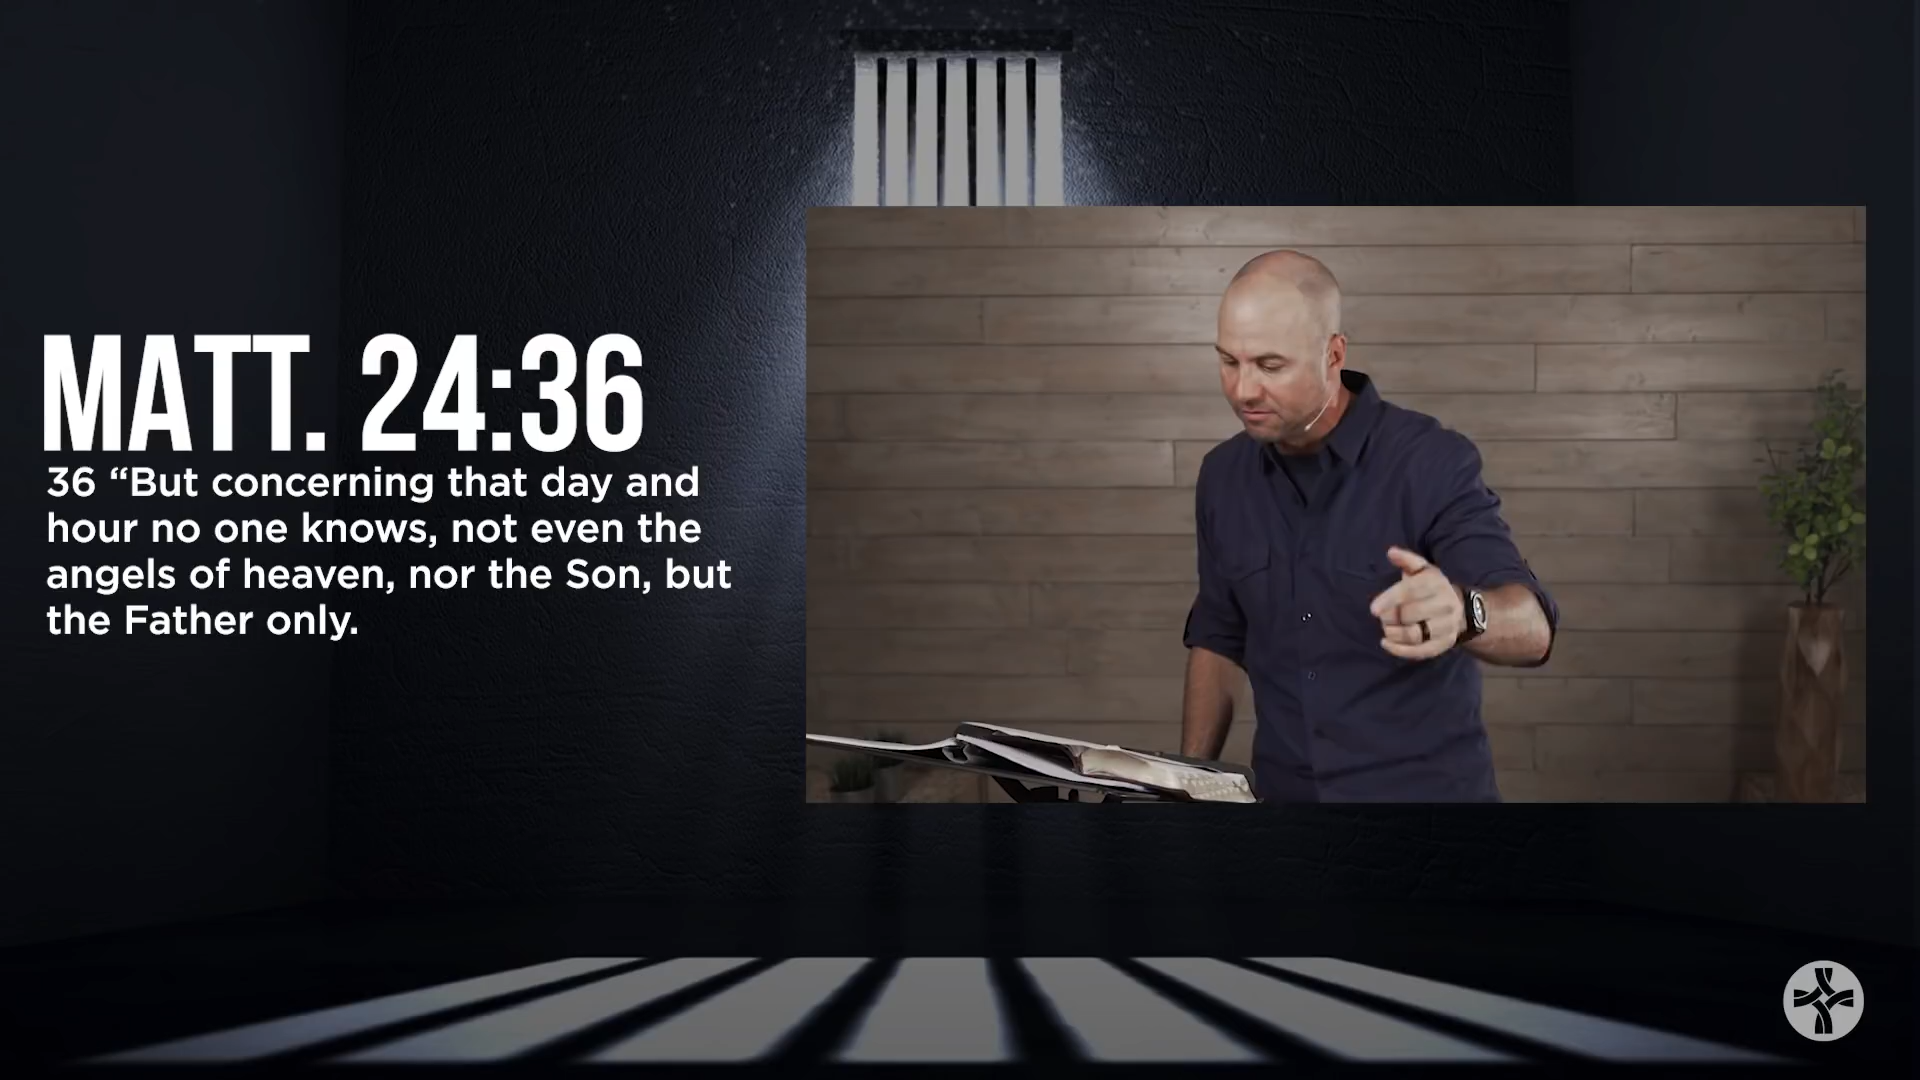 MATT. 24:36
36 “But concerning that day and
hour no one knows, not even the
angels of heaven, nor the Son, but
the Father only.